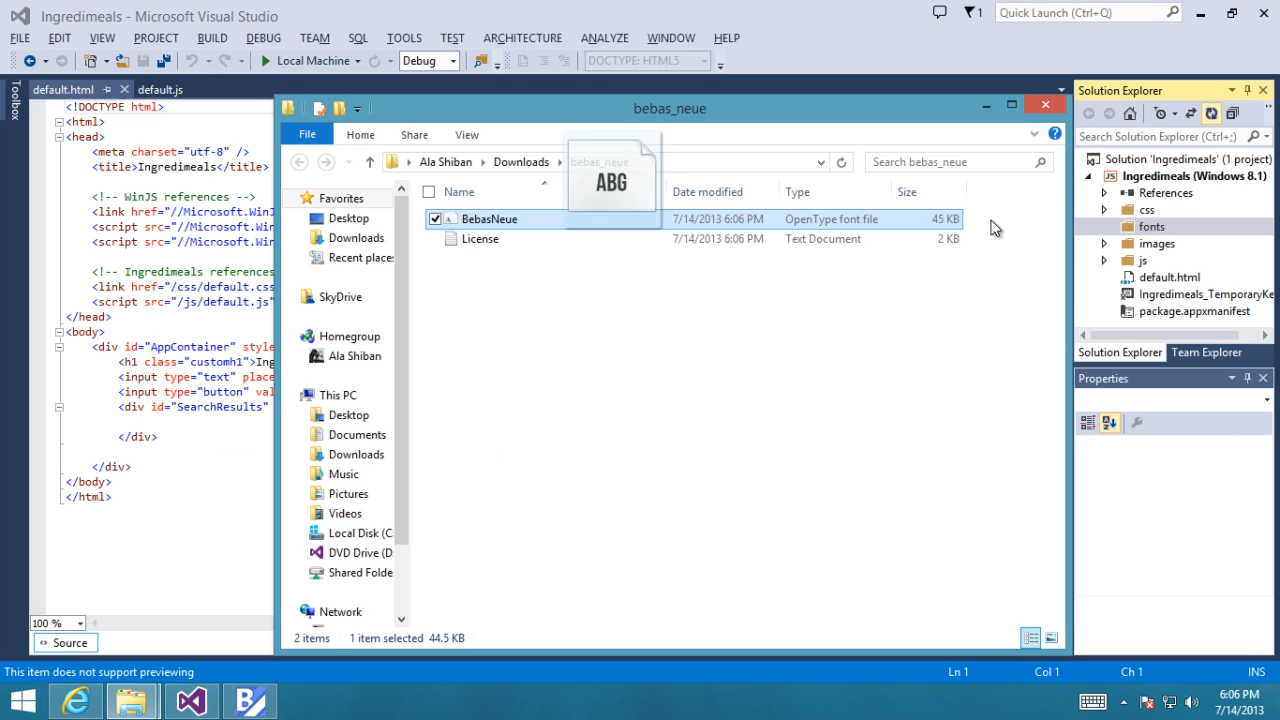 Ingredimeals - Microsoft Visual Studio
1
Quick Launch (Ctrl+Q)
FILE EDIT VIEW PROJECT BUILD DEBUG TEAM SQL TOOLS TEST ARCHITECTURE ANALYZE WINDOW HELP
Local Machine
Debug
DOCTYPE: HTML5
Toolbox
default.html
default.js
<!DOCTYPE html>
<html>
<head>
<meta charset="utf-8" />
<title>Ingredimeals</title>
<!-- WinJS references -->
<link href="//Microsoft.WinJ
<script src="//Microsoft.Win
<script src="//Microsoft.Win
<!-- Ingredimeals references
<link href="/css/default.css
<script src="/js/default.js"
</head>
<body>
<div id="AppContainer" style
<h1 class="customh1">Ing
<input type="text" place
<input type="button" val
<div id="SearchResults"
</div>
</div>
</body>
</html>
100 %
Source
bebas_neue
File Home Share View
Ala Shiban Downloads bebas_neue
Search bebas_neue
Name Date modified Type Size
BebasNeue 7/14/2013 6:06 PM OpenType font file 45 KB
License 7/14/2013 6:06 PM Text Document 2 KB
ABG
Favorites
Desktop
Downloads
Recent places
SkyDrive
Homegroup
Ala Shiban
This PC
Desktop
Documents
Downloads
Music
Pictures
Videos
Local Disk (C
DVD Drive (D:
Shared Folde
Network
2 items 1 item selected 44.5 KB
Solution Explorer
Search Solution Explorer (Ctrl+;)
Solution 'Ingredimeals' (1 project)
JS Ingredimeals (Windows 8.1)
References
css
fonts
images
js
default.html
Ingredimeals_TemporaryKe
package.appxmanifest
Solution Explorer Team Explorer
Properties
This item does not support previewing
Ln 1 Col 1 Ch 1 INS
6:06 PM
7/14/2013